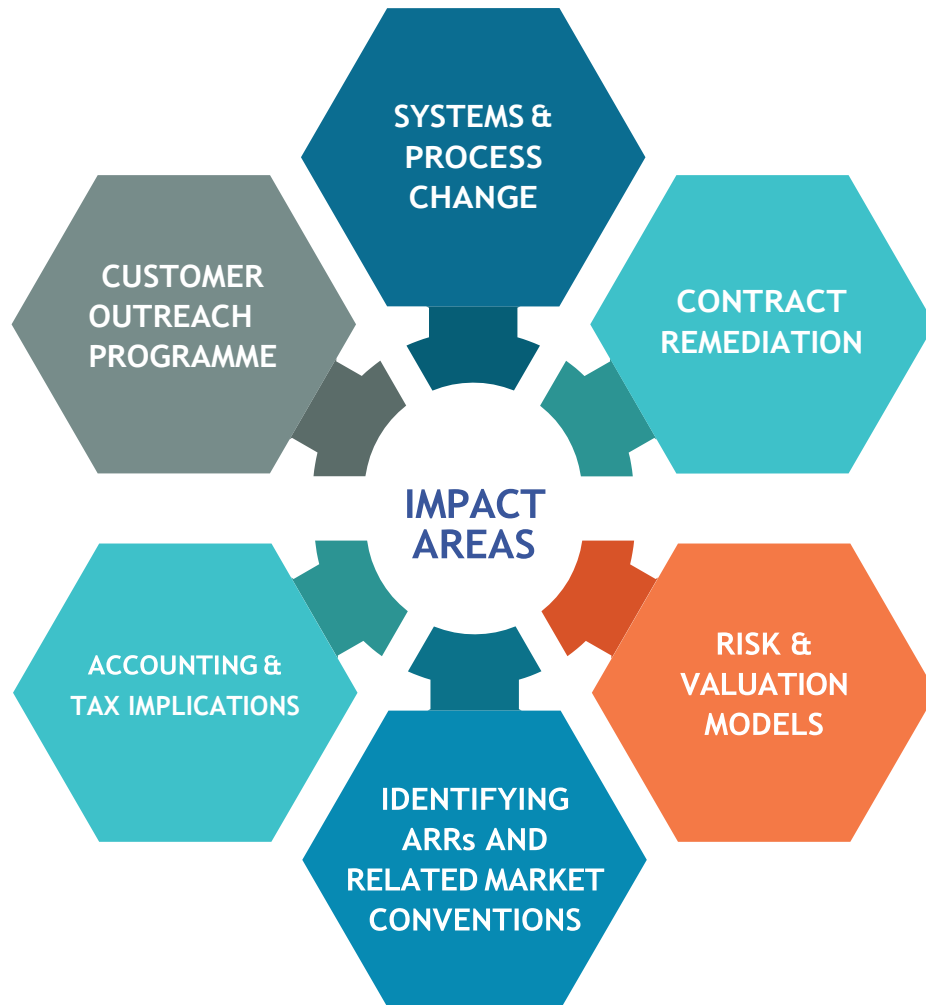 SYSTEMS &
PROCESS
CHANGE
CUSTOMER
OUTREACH
PROGRAMME
CONTRACT
REMEDIATION
IMPACT
AREAS
ACCOUNTING &
TAX IMPLICATIONS
RISK &
VALUATION
MODELS
IDENTIFYING
ARRs AND
RELATED MARKET
CONVENTIONS